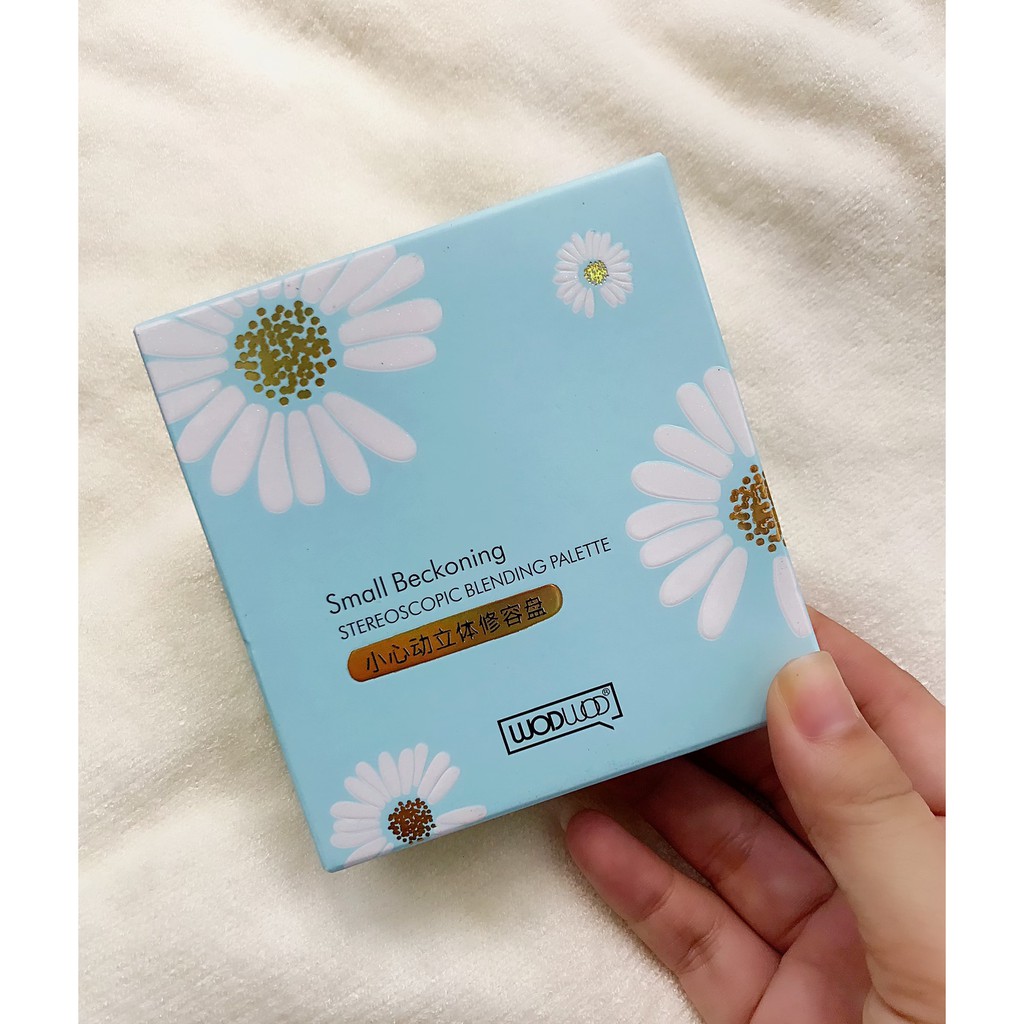 Small Beckoning
STEREOSCOPIC BLENDING PALETTE
小心动立体修容盘
WODWOD®